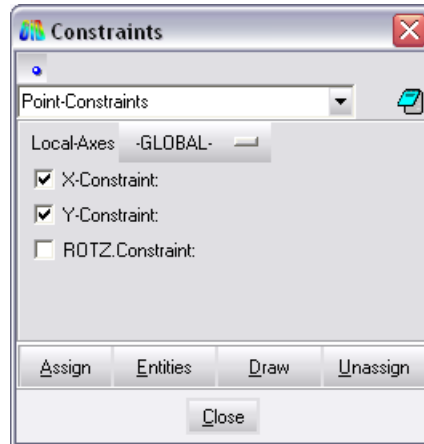 Constraints
Point-Constraints
Local-Axes -GLOBAL-
X-Constraint:
Y-Constraint:
ROTZ.Constraint:
Assign Entities Draw Unassign
Close